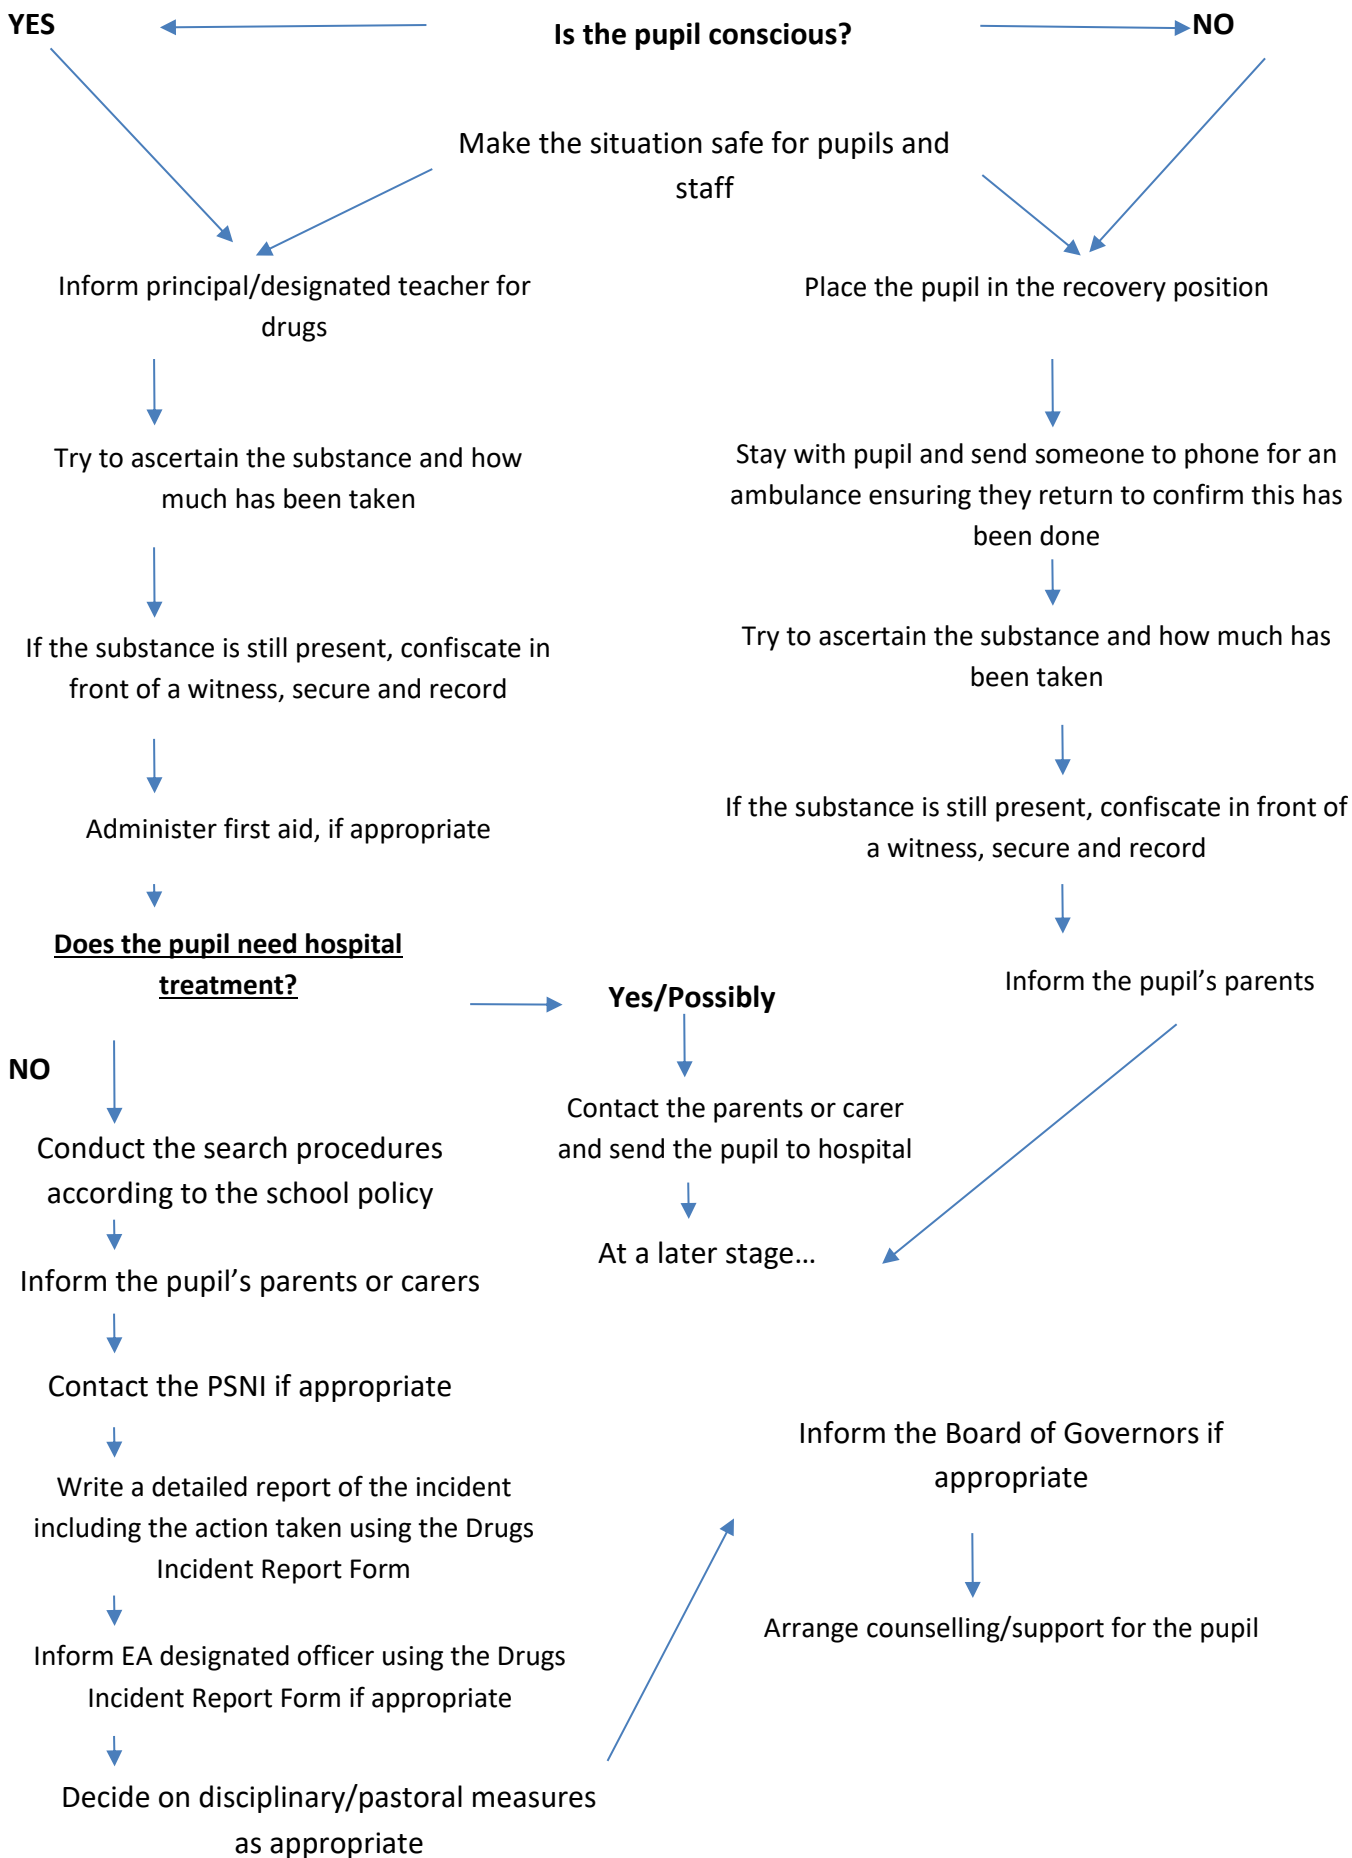 YES
Is the pupil conscious?
NO
Make the situation safe for pupils and
staff
Inform principal/designated teacher for
drugs
Place the pupil in the recovery position
Try to ascertain the substance and how
much has been taken
Stay with pupil and send someone to phone for an
ambulance ensuring they return to confirm this has
been done
If the substance is still present, confiscate in
front of a witness, secure and record
Try to ascertain the substance and how much has
been taken
Administer first aid, if appropriate
If the substance is still present, confiscate in front of
a witness, secure and record
Does the pupil need hospital
treatment?
Yes/Possibly
Inform the pupil’s parents
NO
Contact the parents or carer
and send the pupil to hospital
Conduct the search procedures
according to the school policy
At a later stage…
Inform the pupil’s parents or carers
Contact the PSNI if appropriate
Write a detailed report of the incident
including the action taken using the Drugs
Incident Report Form
Inform EA designated officer using the Drugs
Incident Report Form if appropriate
Decide on disciplinary/pastoral measures
as appropriate
Inform the Board of Governors if
appropriate
Arrange counselling/support for the pupil